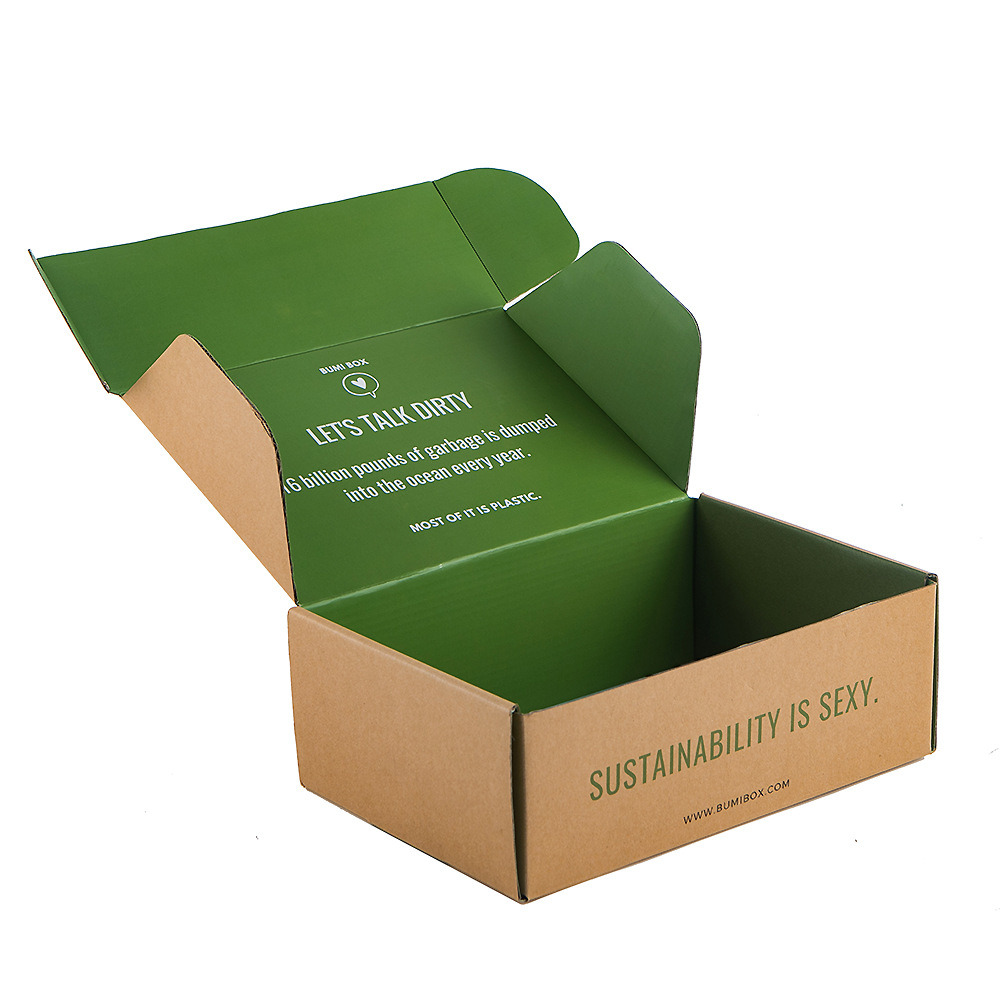 BUMI BOX
LET'S TALK DIRTY
16 billion pounds of garbage is dumped
into the ocean every year.
MOST OF IT IS PLASTIC.
SUSTAINABILITY IS SEXY.
WWW.BUMIBOX.COM